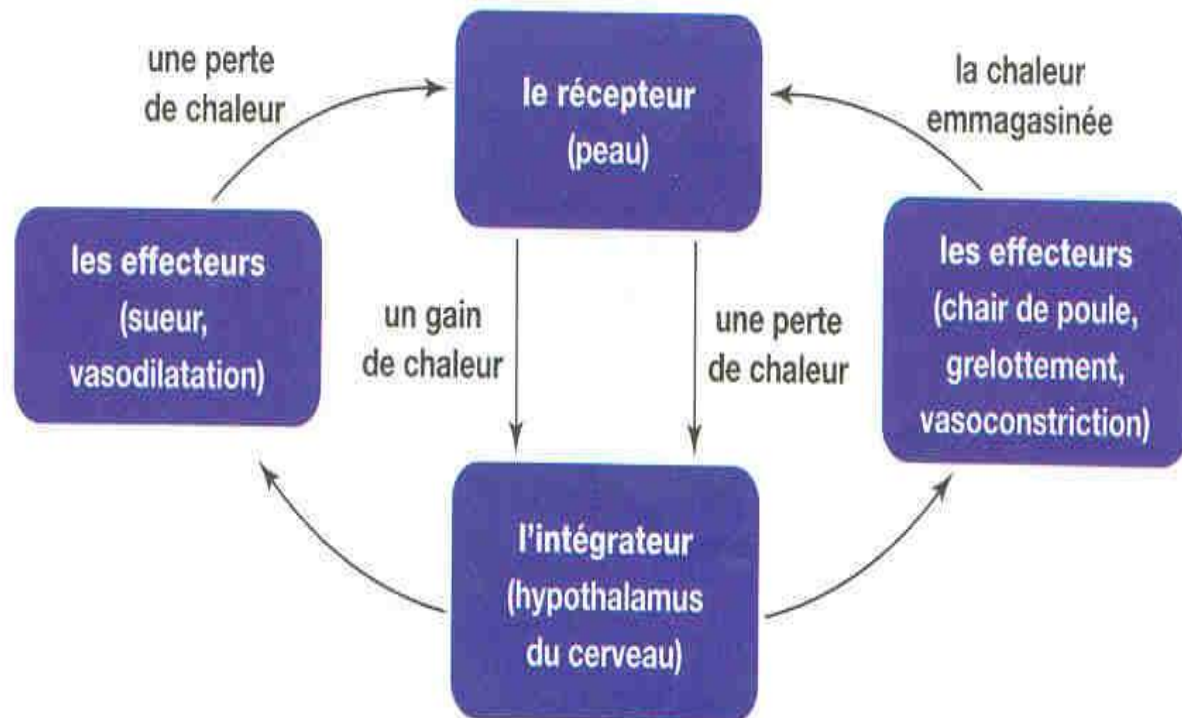 une perte
de chaleur
le récepteur
(peau)
la chaleur
emmagasinée
les effecteurs
(sueur,
vasodilatation)
un gain
de chaleur
une perte
de chaleur
les effecteurs
(chair de poule,
grelottement,
vasoconstriction)
l'intégrateur
(hypothalamus
du cerveau)